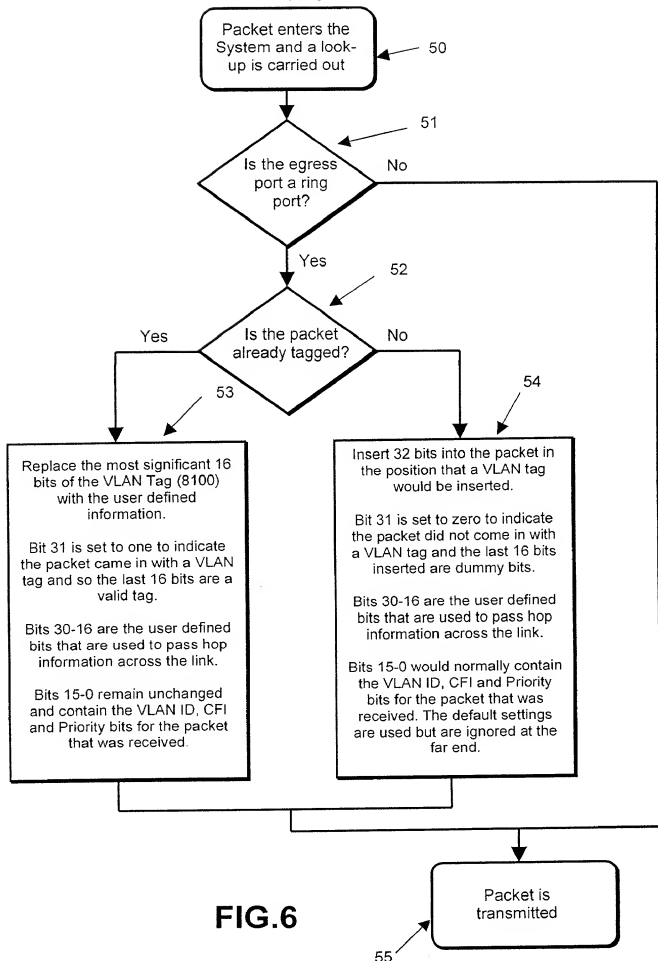 Packet enters the
System and a look-
up is carried out
50
51
Is the egress
port a ring
port?
No
Yes
52
Is the packet
already tagged?
Yes
No
53
54
Replace the most significant 16
bits of the VLAN Tag (8100)
with the user defined
information.
Bit 31 is set to one to indicate
the packet came in with a VLAN
tag and so the last 16 bits are a
valid tag.
Bits 30-16 are the user defined
bits that are used to pass hop
information across the link.
Bits 15-0 remain unchanged
and contain the VLAN ID, CFI
and Priority bits for the packet
that was received.
Insert 32 bits into the packet in
the position that a VLAN tag
would be inserted.
Bit 31 is set to zero to indicate
the packet did not come in with
a VLAN tag and the last 16 bits
inserted are dummy bits.
Bits 30-16 are the user defined
bits that are used to pass hop
information across the link.
Bits 15-0 would normally contain
the VLAN ID, CFI and Priority
bits for the packet that was
received. The default settings
are used but are ignored at the
far end.
Packet is
transmitted
FIG.6
55